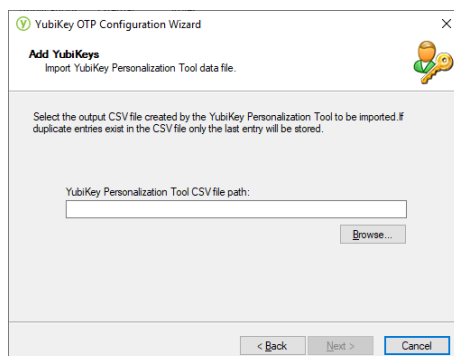 YubiKey OTP Configuration Wizard
Add YubiKeys
Import YubiKey Personalization Tool data file.
Select the output CSV file created by the YubiKey Personalization Tool to be imported.If
duplicate entries exist in the CSV file only the last entry will be stored.
YubiKey Personalization Tool CSV file path:
Browse...
< Back Next > Cancel